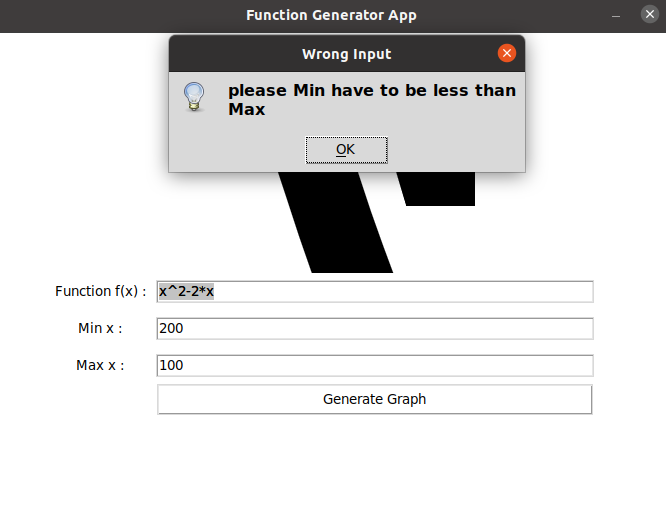 Function Generator App
Wrong Input
please Min have to be less than
Max
OK
Function f(x) : x^2-2*x
Min x : 200
Max x : 100
Generate Graph